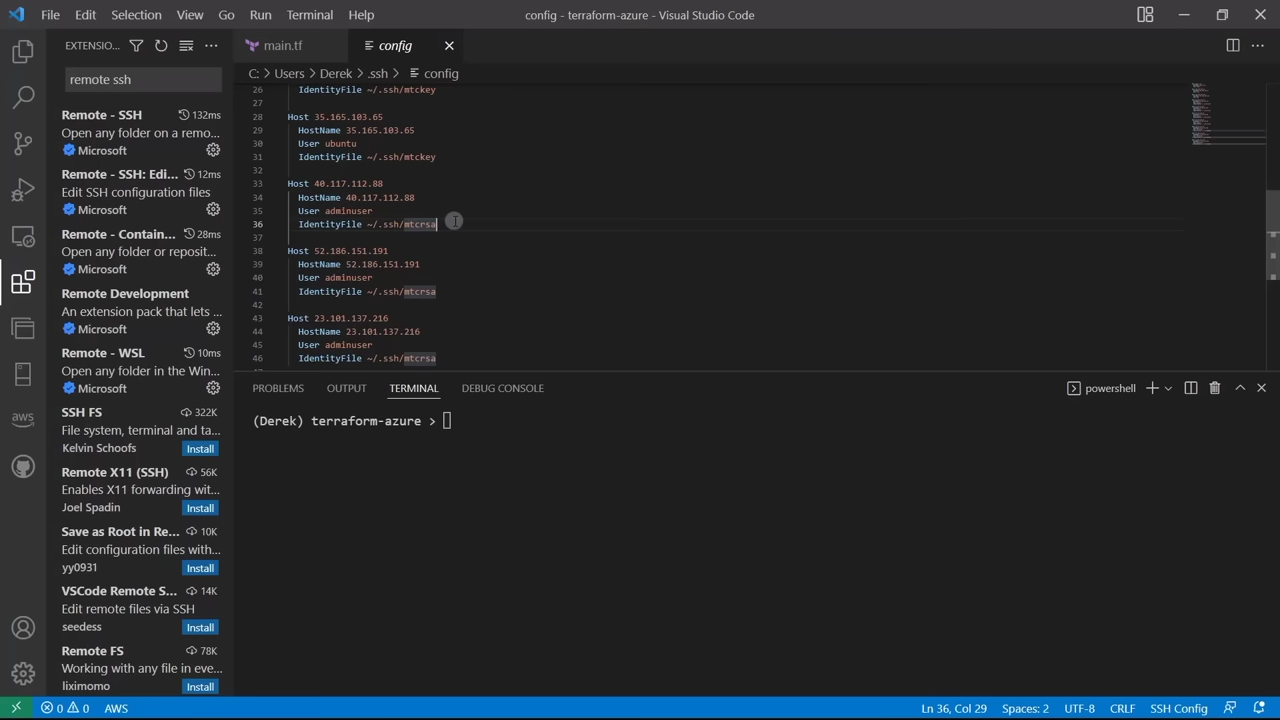 File Edit Selection View Go Run Terminal Help config - terraform-azure - Visual Studio Code
EXTENSIO...
remote ssh
Remote - SSH 132ms
Open any folder on a remo...
Microsoft
Remote - SSH: Edi... 12ms
Edit SSH configuration files
Microsoft
Remote - Contain... 28ms
Open any folder or reposit...
Microsoft
Remote Development
An extension pack that lets ...
Microsoft
Remote - WSL 10ms
Open any folder in the Win...
Microsoft
SSH FS 322K
File system, terminal and ta...
Kelvin Schoofs Install
Remote X11 (SSH) 56K
Enables X11 forwarding wit...
Joel Spadin Install
Save as Root in Re... 10K
Edit configuration files with...
yy0931 Install
VSCode Remote S... 14K
Edit remote files via SSH
seedess Install
Remote FS 78K
Working with any file in eve...
liximomo Install
aws
main.tf config
C: > Users > Derek > .ssh > config
26 IdentityFile ~/.ssh/mtckey
27
28 Host 35.165.103.65
29 HostName 35.165.103.65
30 User ubuntu
31 IdentityFile ~/.ssh/mtckey
32
33 Host 40.117.112.88
34 HostName 40.117.112.88
35 User adminuser
36 IdentityFile ~/.ssh/mtcrsa
37
38 Host 52.186.151.191
39 HostName 52.186.151.191
40 User adminuser
41 IdentityFile ~/.ssh/mtcrsa
42
43 Host 23.101.137.216
44 HostName 23.101.137.216
45 User adminuser
46 IdentityFile ~/.ssh/mtcrsa
PROBLEMS OUTPUT TERMINAL DEBUG CONSOLE powershell
(Derek) terraform-azure >
0 0 AWS Ln 36, Col 29 Spaces: 2 UTF-8 CRLF SSH Config